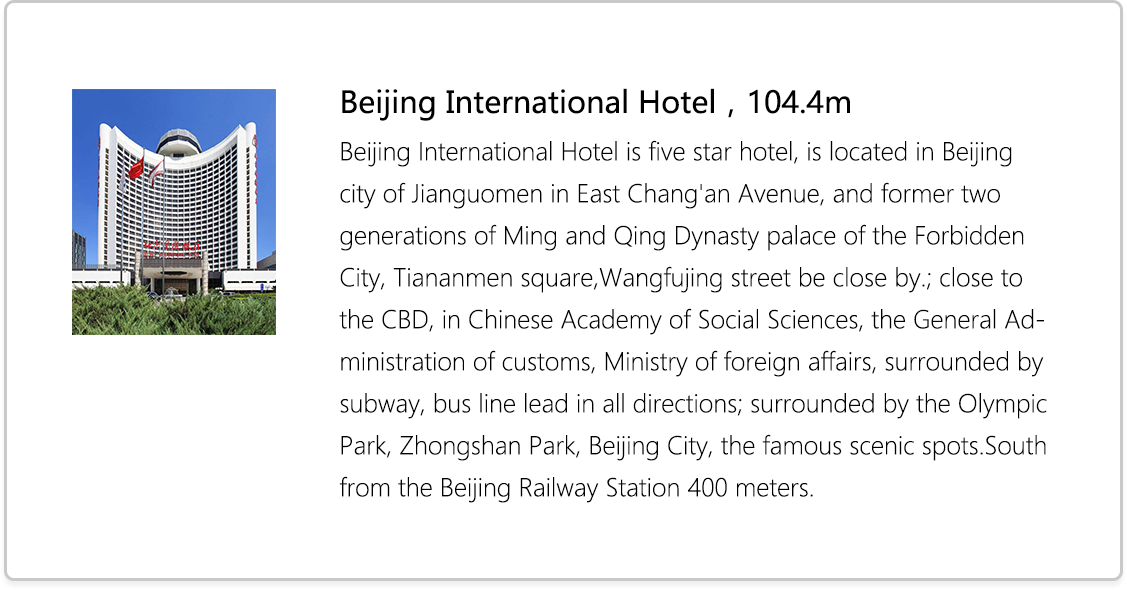 Beijing International Hotel，104.4m
Beijing International Hotel is five star hotel, is located in Beijing
city of Jianguomen in East Chang'an Avenue, and former two
generations of Ming and Qing Dynasty palace of the Forbidden
City, Tiananmen square,Wangfujing street be close by.; close to
the CBD, in Chinese Academy of Social Sciences, the General Ad-
ministration of customs, Ministry of foreign affairs, surrounded by
subway, bus line lead in all directions; surrounded by the Olympic
Park, Zhongshan Park, Beijing City, the famous scenic spots.South
from the Beijing Railway Station 400 meters.